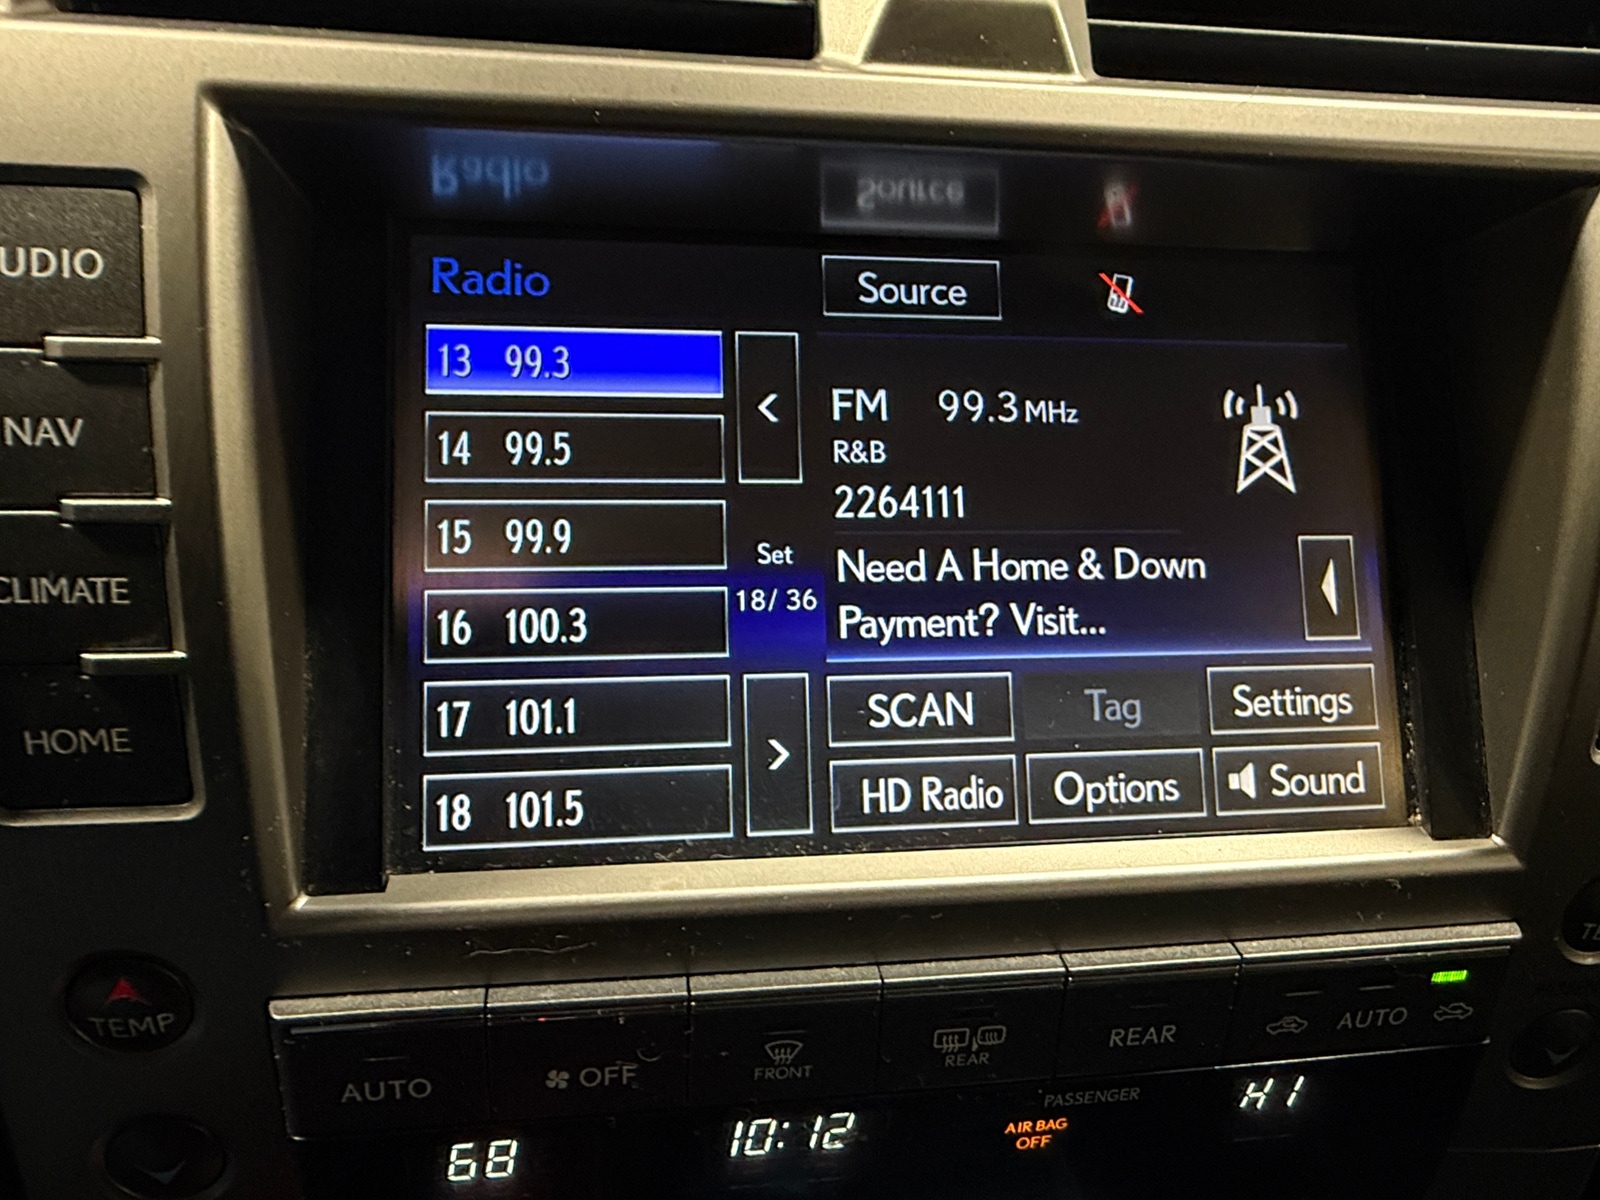 UDIO
NAV
CLIMATE
HOME
Radio
Source
Radio
Source
13 99.3
14 99.5
15 99.9
16 100.3
17 101.1
18 101.5
<
Set
18/ 36
>
FM 99.3 MHz
R&B
2264111
Need A Home & Down
Payment? Visit...
SCAN
Tag
Settings
HD Radio
Options
Sound
TEMP
AUTO
OFF
FRONT
REAR
REAR
AUTO
TE
68
10:12
PASSENGER
AIR BAG
OFF
HI